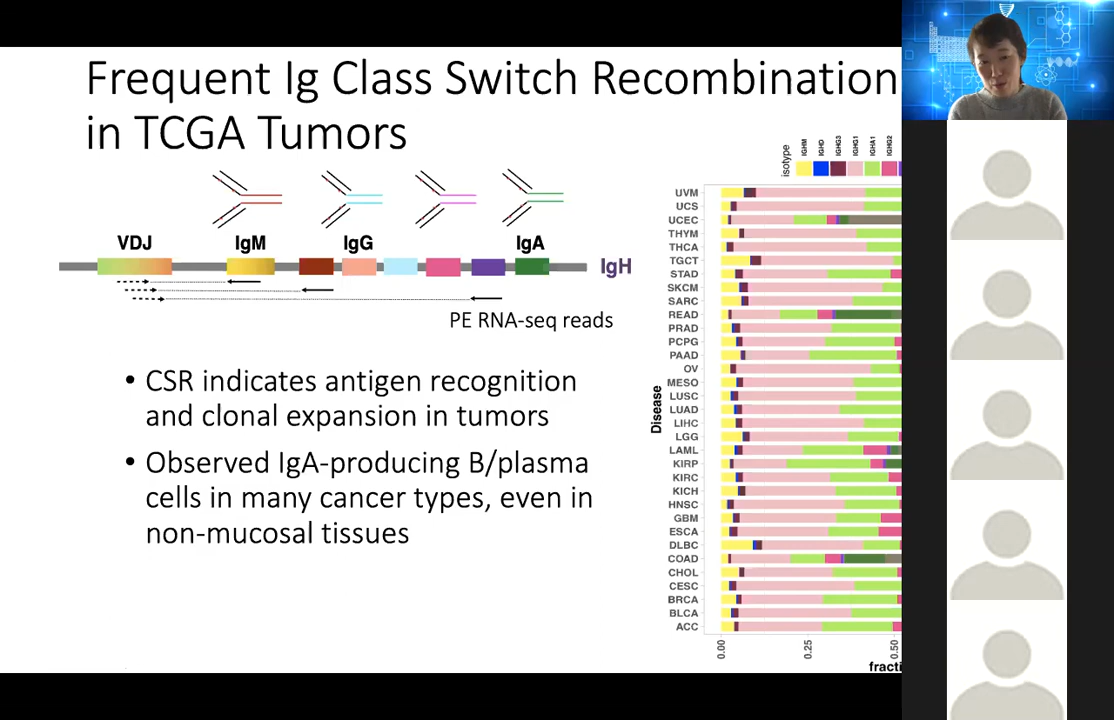 Frequent Ig Class Switch Recombination
in TCGA Tumors
VDJ
IgM
IgG
IgA
IgH
PE RNA-seq reads
• CSR indicates antigen recognition
and clonal expansion in tumors
• Observed IgA-producing B/plasma
cells in many cancer types, even in
non-mucosal tissues
isotype
IGHM
IGHD
IGHG3
IGHG1
IGHA1
IGHG2
Disease
UVM
UCS
UCEC
THYM
THCA
TGCT
STAD
SKCM
SARC
READ
PRAD
PCPG
PAAD
OV
MESO
LUSC
LUAD
LIHC
LGG
LAML
KIRP
KIRC
KICH
HNSC
GBM
ESCA
DLBC
COAD
CHOL
CESC
BRCA
BLCA
ACC
0.00
0.25
0.50
fracti